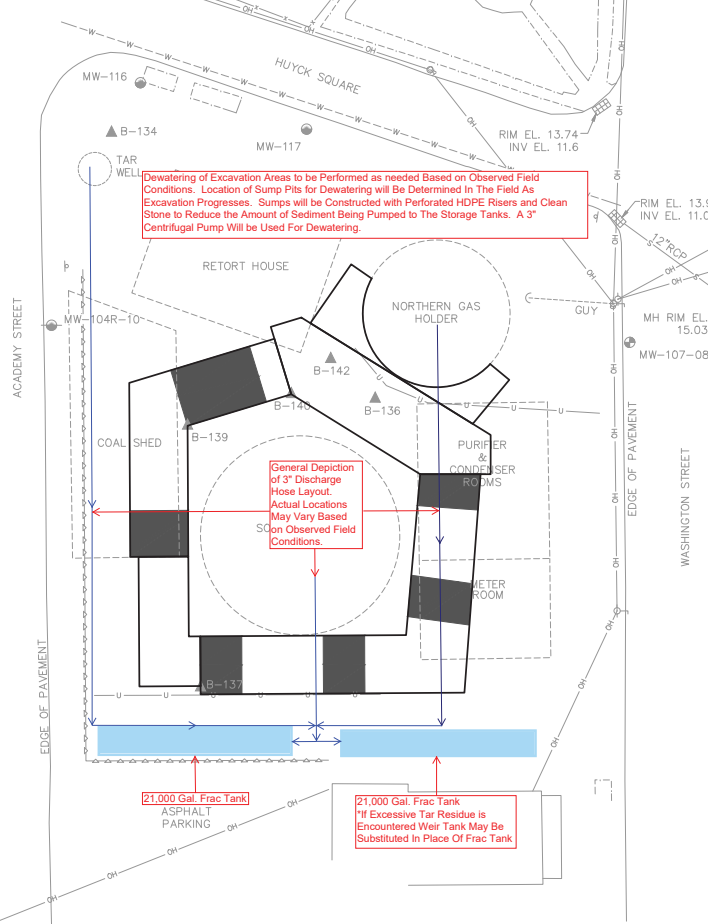 HUYCK SQUARE
MW-116
B-134
MW-117
RIM EL. 13.74
INV EL. 11.6
TAR
WELL
Dewatering of Excavation Areas to be Performed as needed Based on Observed Field
Conditions. Location of Sump Pits for Dewatering will Be Determined In The Field As
Excavation Progresses. Sumps will be Constructed with Perforated HDPE Risers and Clean
Stone to Reduce the Amount of Sediment Being Pumped to The Storage Tanks. A 3"
Centrifugal Pump Will be Used For Dewatering.
RIM EL. 13.9
INV EL. 11.0
12"RCP
RETORT HOUSE
NORTHERN GAS
HOLDER
GUY
MH RIM EL.
15.03
MW-104R-10
MW-107-08
ACADEMY STREET
B-142
B-140
B-136
B-139
COAL SHED
PURIFIER
&
CONDENSER
ROOMS
EDGE OF PAVEMENT
WASHINGTON STREET
General Depiction
of 3" Discharge
Hose Layout.
Actual Locations
May Vary Based
on Observed Field
Conditions.
SO
METER
ROOM
EDGE OF PAVEMENT
B-137
21,000 Gal. Frac Tank
ASPHALT
PARKING
21,000 Gal. Frac Tank
*If Excessive Tar Residue is
Encountered Weir Tank May Be
Substituted In Place Of Frac Tank